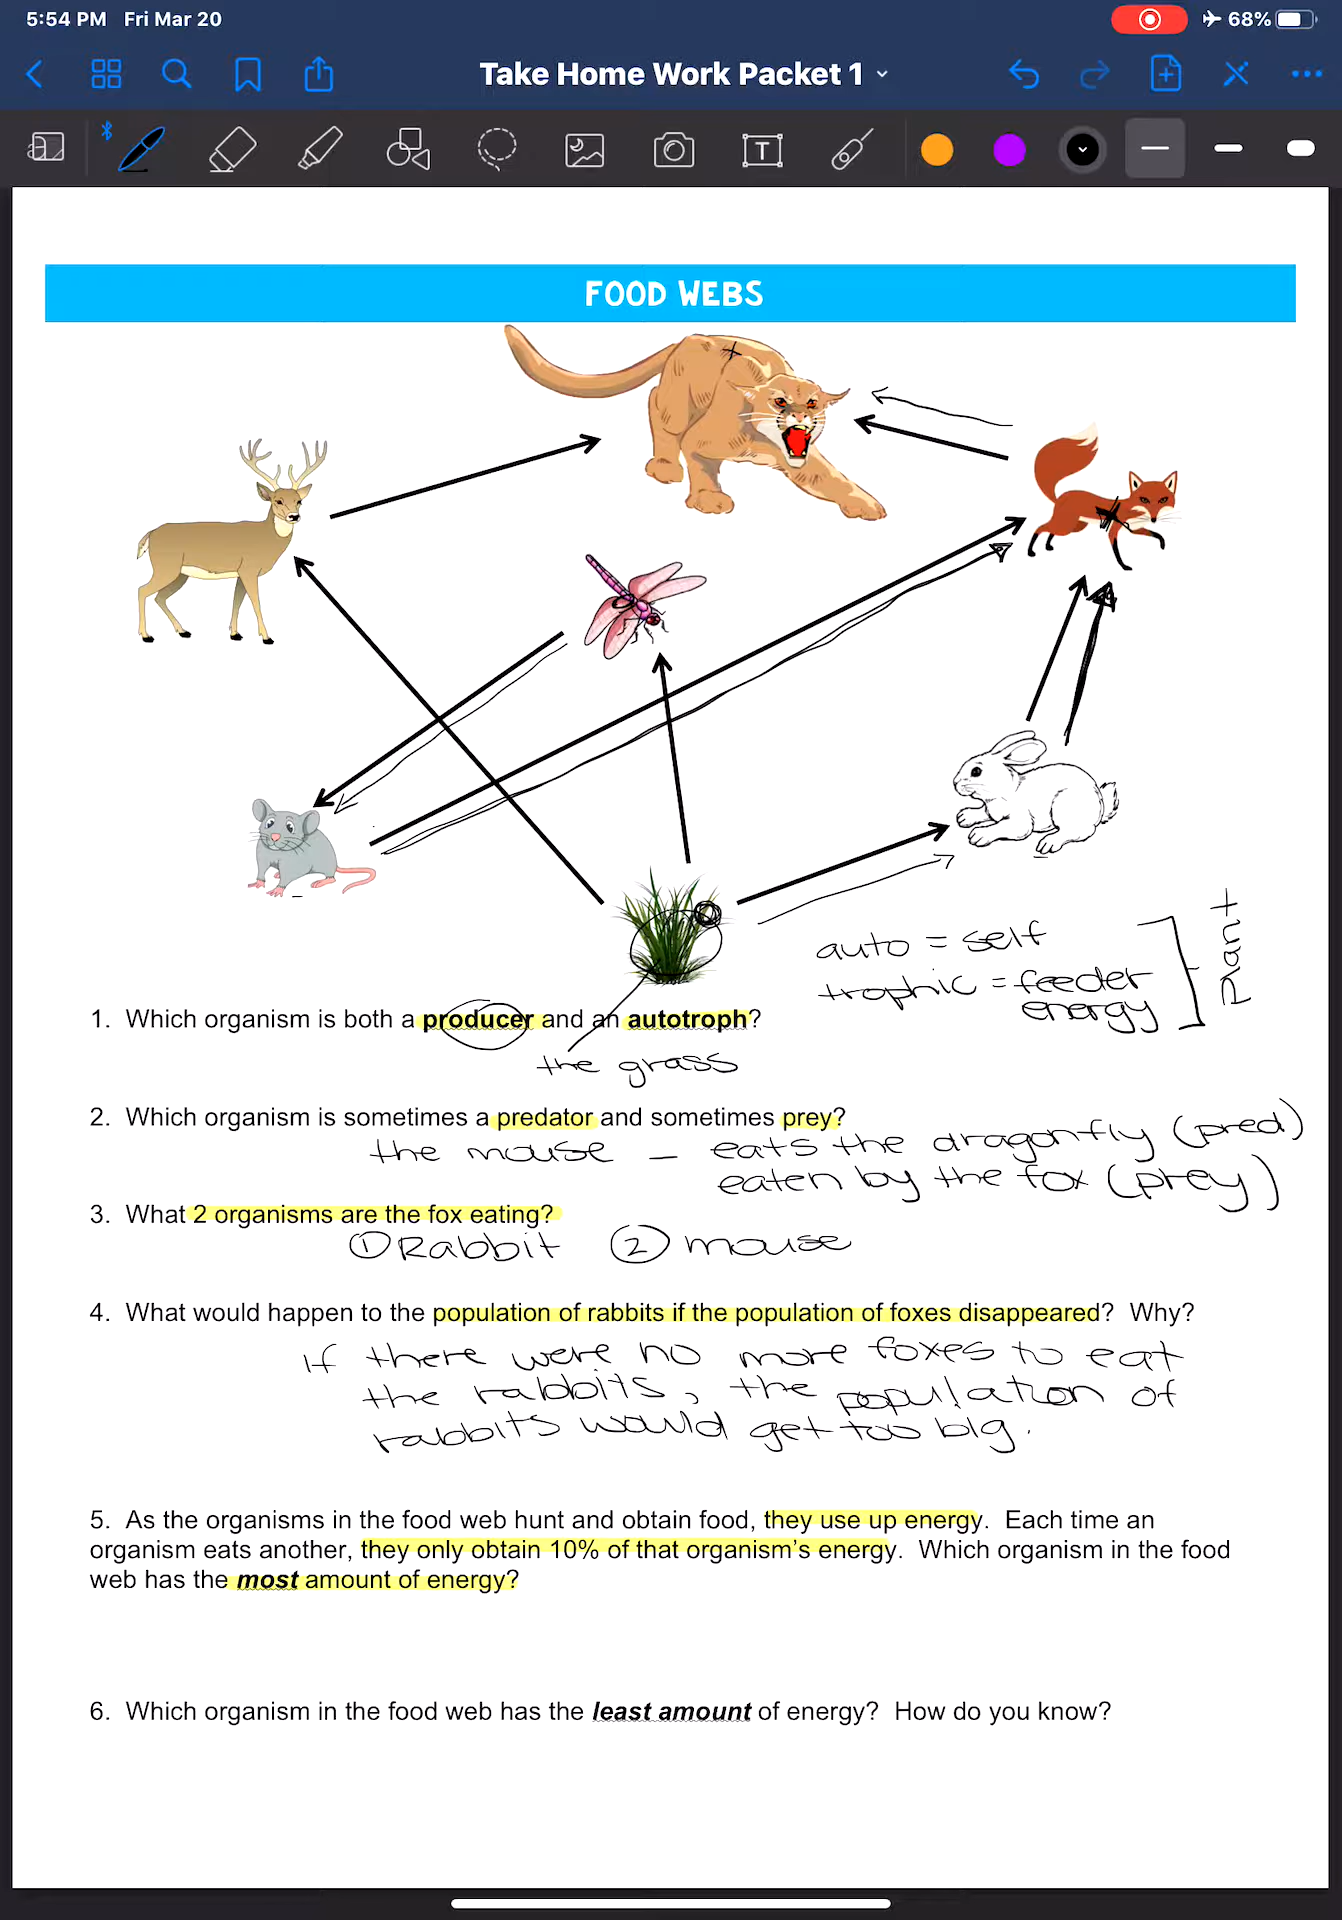 5:54 PM Fri Mar 20
68%
Take Home Work Packet 1
T
FOOD WEBS
auto = self
trophic = feeder
energy
Plant
1. Which organism is both a producer and an autotroph?
the grass
2. Which organism is sometimes a predator and sometimes prey?
the mouse – eats the dragonfly (pred)
eaten by the fox (prey)
3. What 2 organisms are the fox eating?
① Rabbit ② mouse
4. What would happen to the population of rabbits if the population of foxes disappeared? Why?
If there were no more foxes to eat
the rabbits, the population of
rabbits would get too big.
5. As the organisms in the food web hunt and obtain food, they use up energy. Each time an
organism eats another, they only obtain 10% of that organism's energy. Which organism in the food
web has the most amount of energy?
6. Which organism in the food web has the least amount of energy? How do you know?